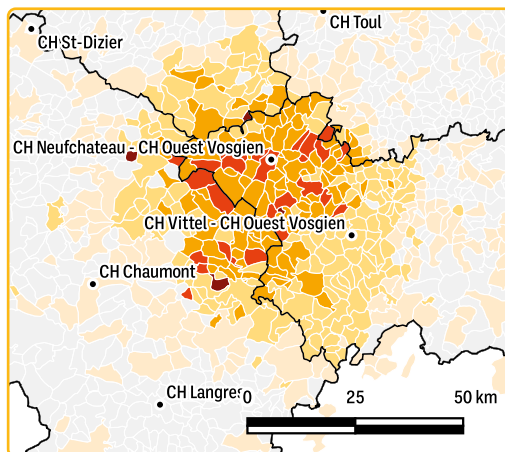 CH Toul
CH St-Dizier
CH Neufchateau - CH Ouest Vosgien
CH Vittel - CH Ouest Vosgien
CH Chaumont
CH Langres
0 25 50 km